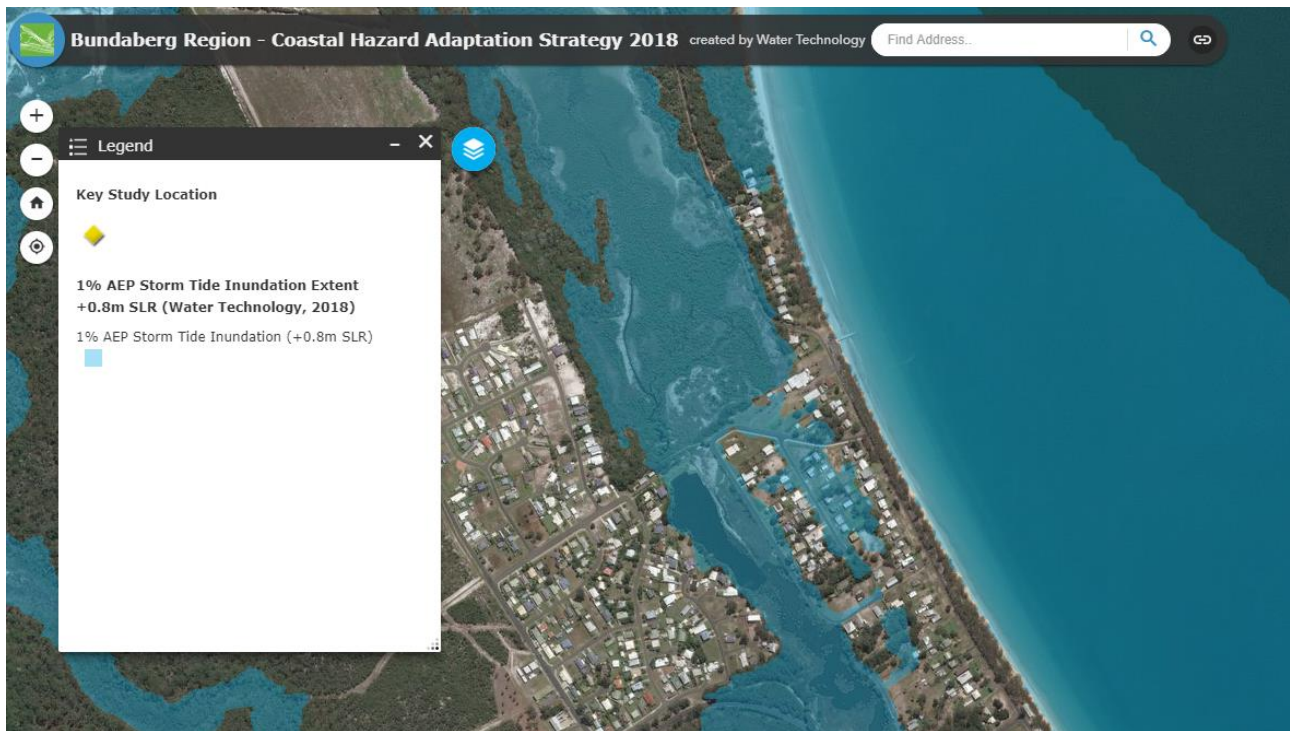 Bundaberg Region - Coastal Hazard Adaptation Strategy 2018 created by Water Technology Find Address..
Legend
Key Study Location
1% AEP Storm Tide Inundation Extent
+0.8m SLR (Water Technology, 2018)
1% AEP Storm Tide Inundation (+0.8m SLR)